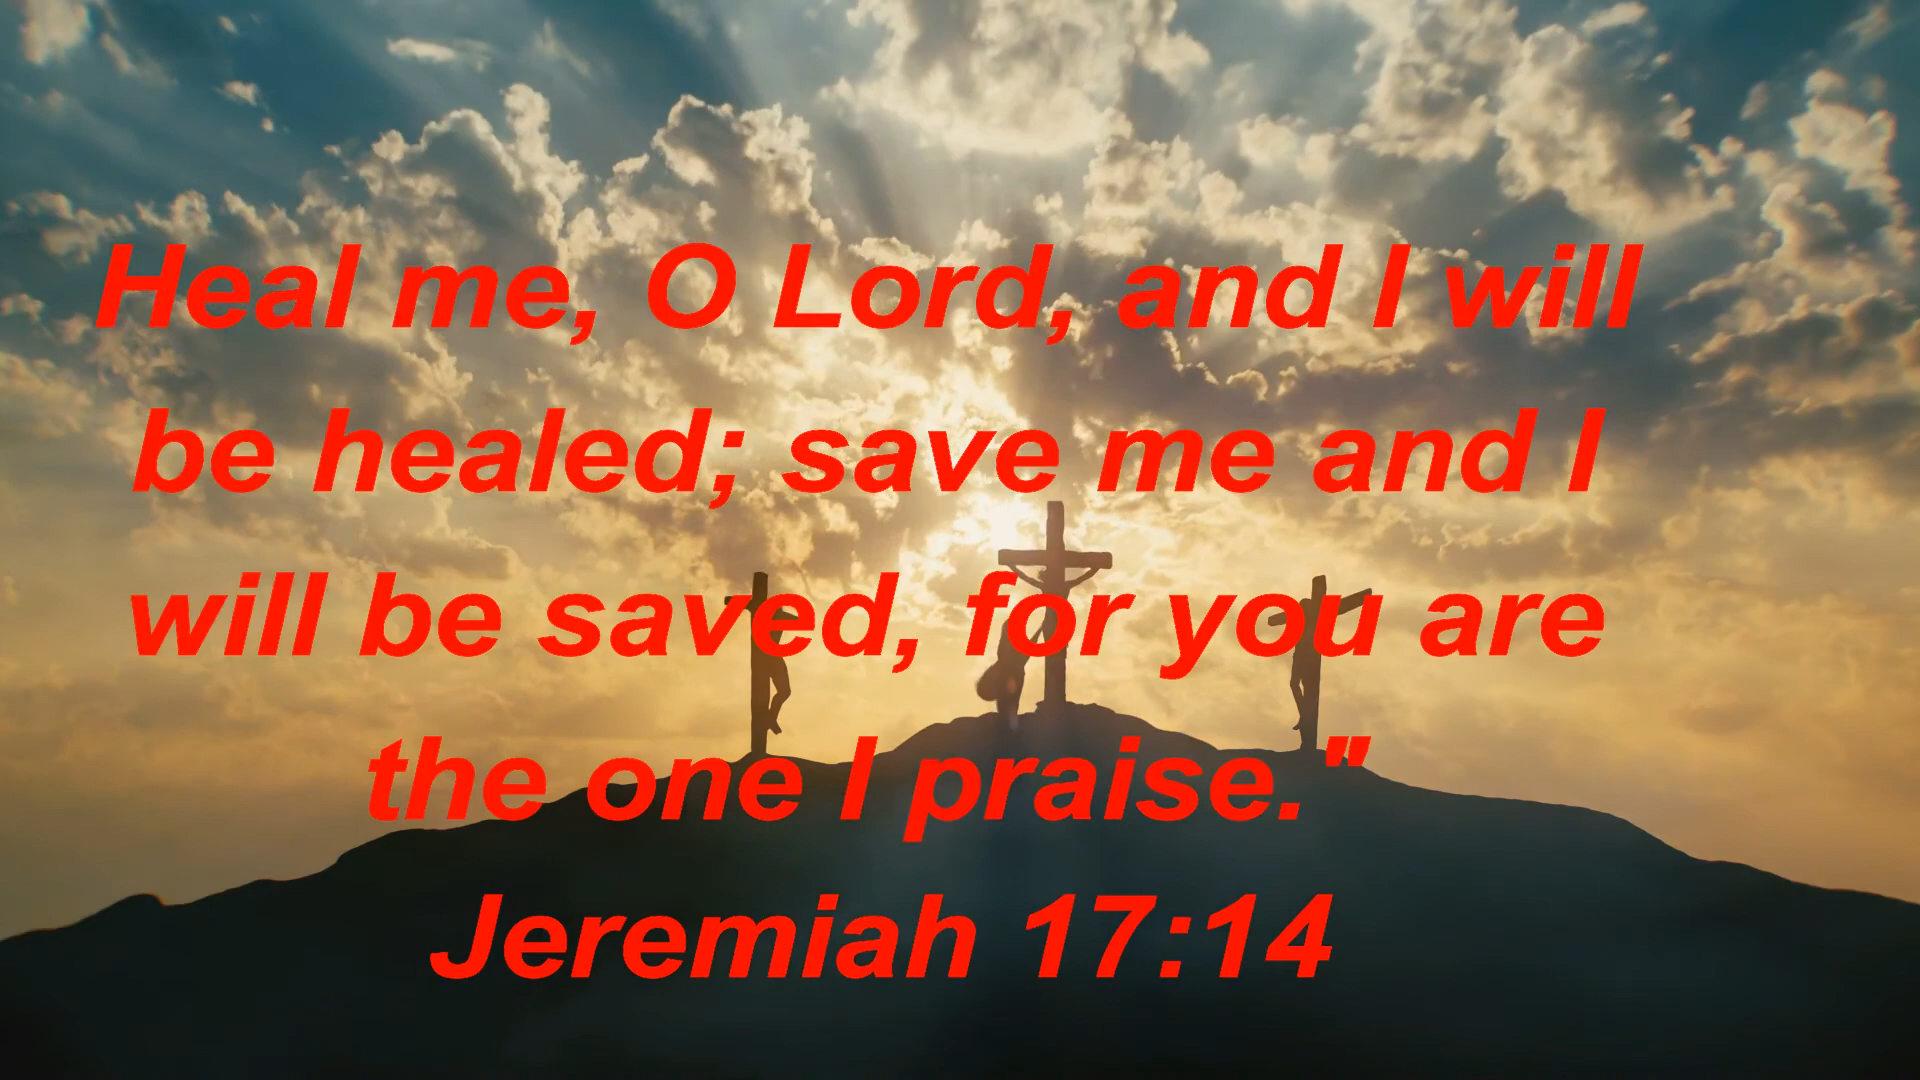 Heal me, O Lord, and I will
be healed; save me and I
will be saved, for you are
the one I praise."
Jeremiah 17:14